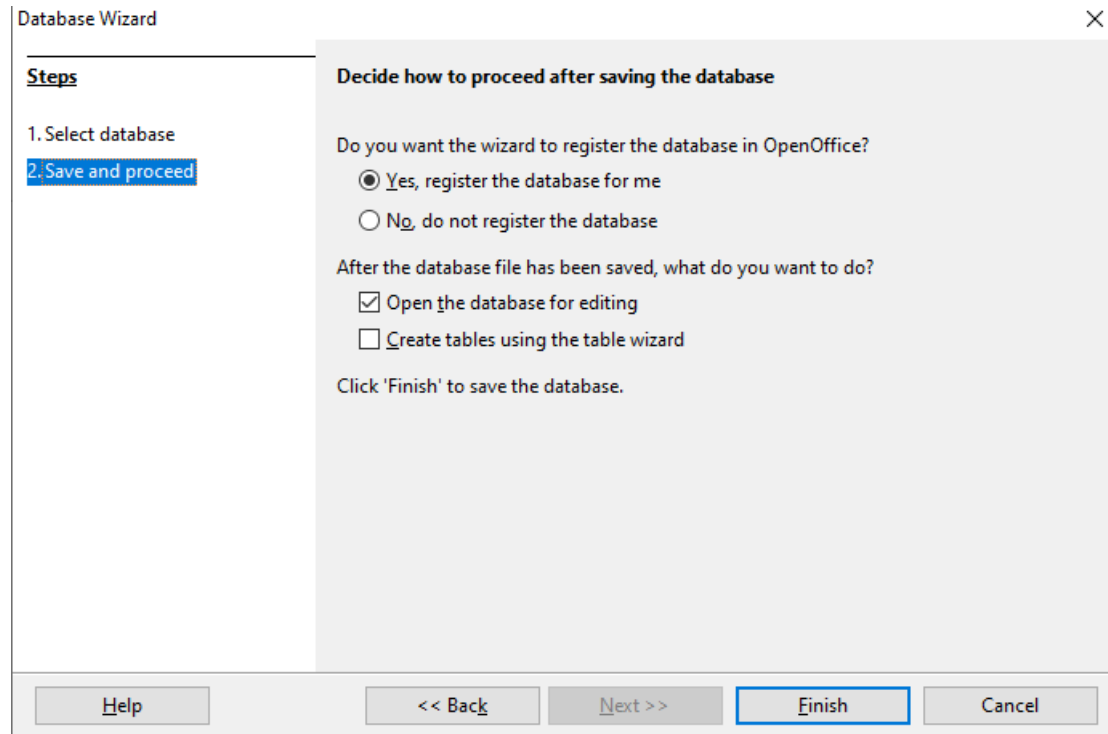 Database Wizard
Steps
1. Select database
2. Save and proceed
Decide how to proceed after saving the database
Do you want the wizard to register the database in OpenOffice?
Yes, register the database for me
No, do not register the database
After the database file has been saved, what do you want to do?
Open the database for editing
Create tables using the table wizard
Click 'Finish' to save the database.
Help
<< Back
Next >>
Finish
Cancel